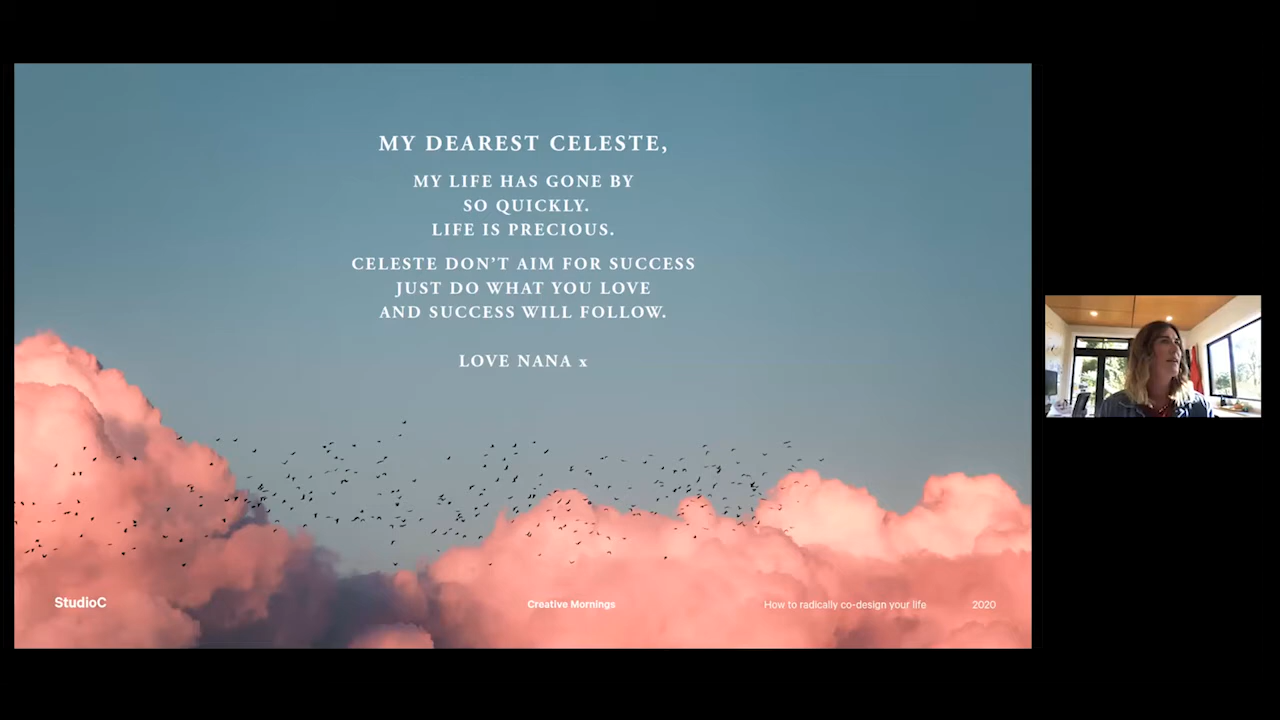 MY DEAREST CELESTE,
MY LIFE HAS GONE BY
SO QUICKLY.
LIFE IS PRECIOUS.
CELESTE DON’T AIM FOR SUCCESS
JUST DO WHAT YOU LOVE
AND SUCCESS WILL FOLLOW.
LOVE NANA x
StudioC
Creative Mornings
How to radically co-design your life
2020